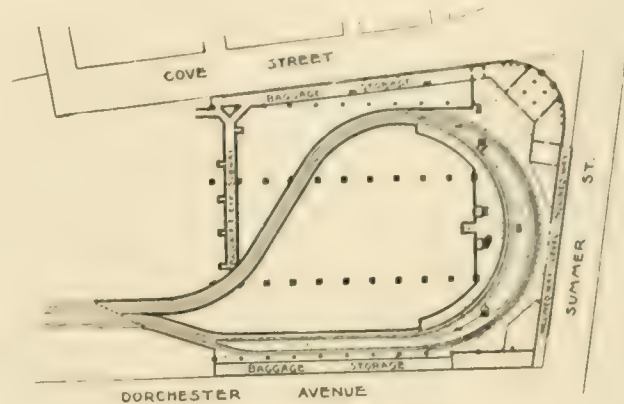 COVE STREET
BAGGAGE STORAGE
SUMMER ST.
BAGGAGE STORAGE
DORCHESTER AVENUE